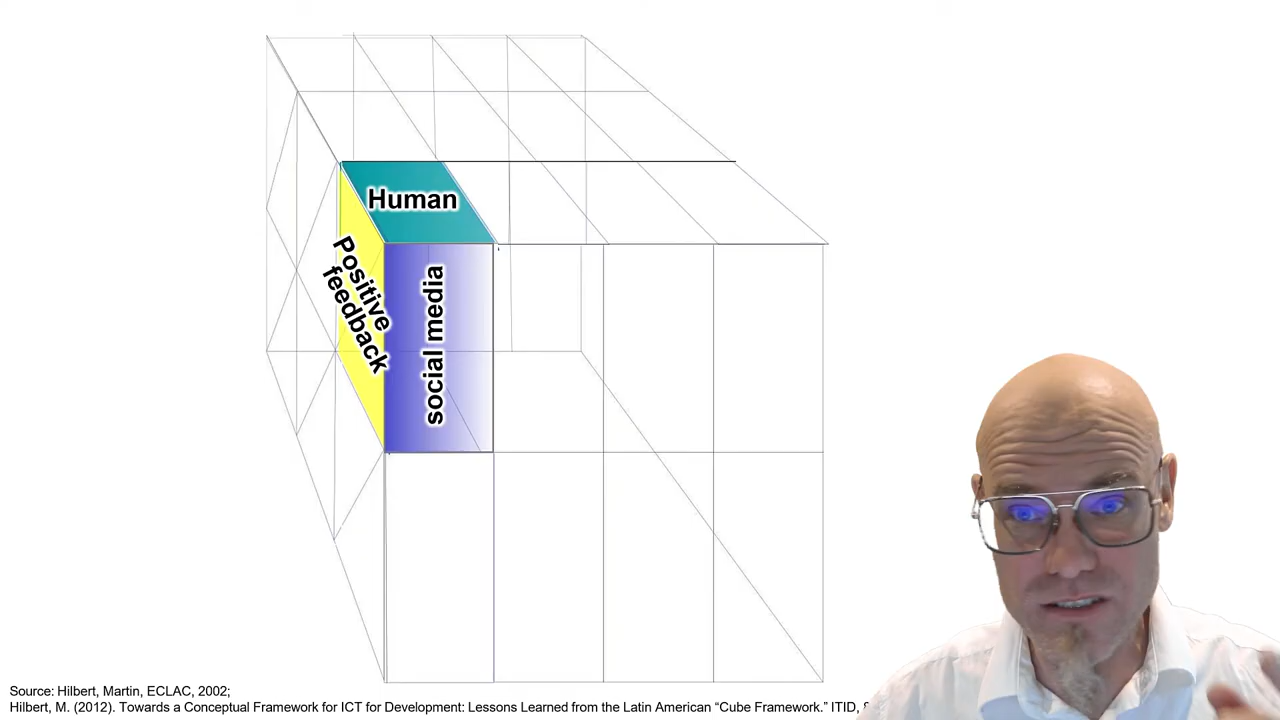 Human
Positive
feedback
social media
Source: Hilbert, Martin, ECLAC, 2002;
Hilbert, M. (2012). Towards a Conceptual Framework for ICT for Development: Lessons Learned from the Latin American “Cube Framework.” ITID,